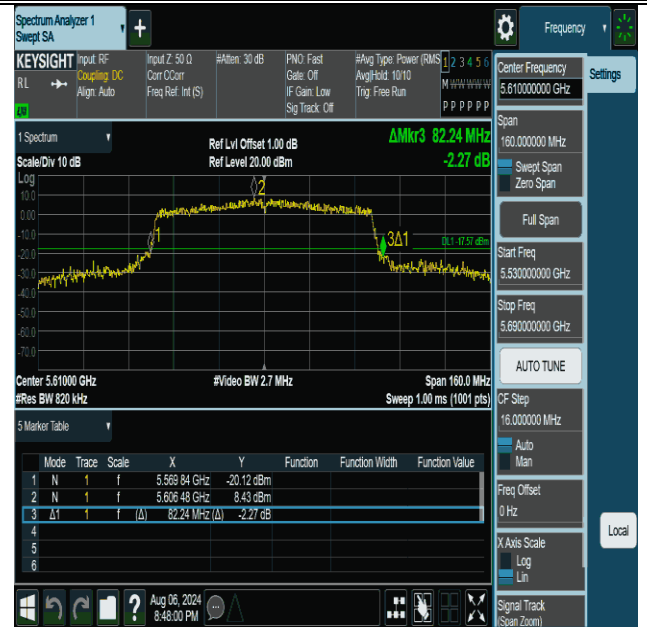 Spectrum Analyzer 1
Swept SA
Frequency
KEYSIGHT
RL
Input: RF
Coupling: DC
Align: Auto
Input Z: 50 Ω
Corr CCorr
Freq Ref: Int (S)
#Atten: 30 dB
PNO: Fast
Gate: Off
IF Gain: Low
Sig Track: Off
#Avg Type: Power (RMS
Avg|Hold: 10/10
Trig: Free Run
1 2 3 4 5 6
M W W W W W
P P P P P P
1 Spectrum
Scale/Div 10 dB
Ref Lvl Offset 1.00 dB
Ref Level 20.00 dBm
ΔMkr3 82.24 MHz
-2.27 dB
Log
10.0
0.00
-10.0
-20.0
-30.0
-40.0
-50.0
-60.0
-70.0
2
1
3Δ1
DL1 -17.57 dBm
Center 5.61000 GHz
#Video BW 2.7 MHz
Span 160.0 MHz
#Res BW 820 kHz
Sweep 1.00 ms (1001 pts)
5 Marker Table
Mode Trace Scale X Y Function Function Width Function Value
1 N 1 f 5.569 84 GHz -20.12 dBm
2 N 1 f 5.606 48 GHz 8.43 dBm
3 Δ1 1 f (Δ) 82.24 MHz (Δ) -2.27 dB
4
5
6
Aug 06, 2024
8:48:00 PM
Center Frequency
5.610000000 GHz
Settings
Span
160.000000 MHz
Swept Span
Zero Span
Full Span
Start Freq
5.530000000 GHz
Stop Freq
5.690000000 GHz
AUTO TUNE
CF Step
16.000000 MHz
Auto
Man
Freq Offset
0 Hz
X Axis Scale
Log
Lin
Local
Signal Track
(Span Zoom)